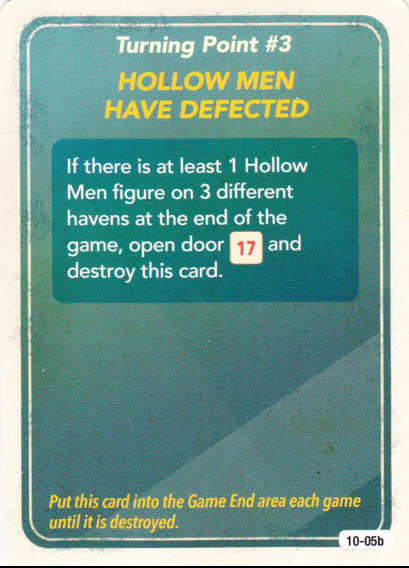 Turning Point #3
HOLLOW MEN
HAVE DEFECTED
If there is at least 1 Hollow
Men figure on 3 different
havens at the end of the
game, open door 17 and
destroy this card.
Put this card into the Game End area each game
until it is destroyed.
10-05b